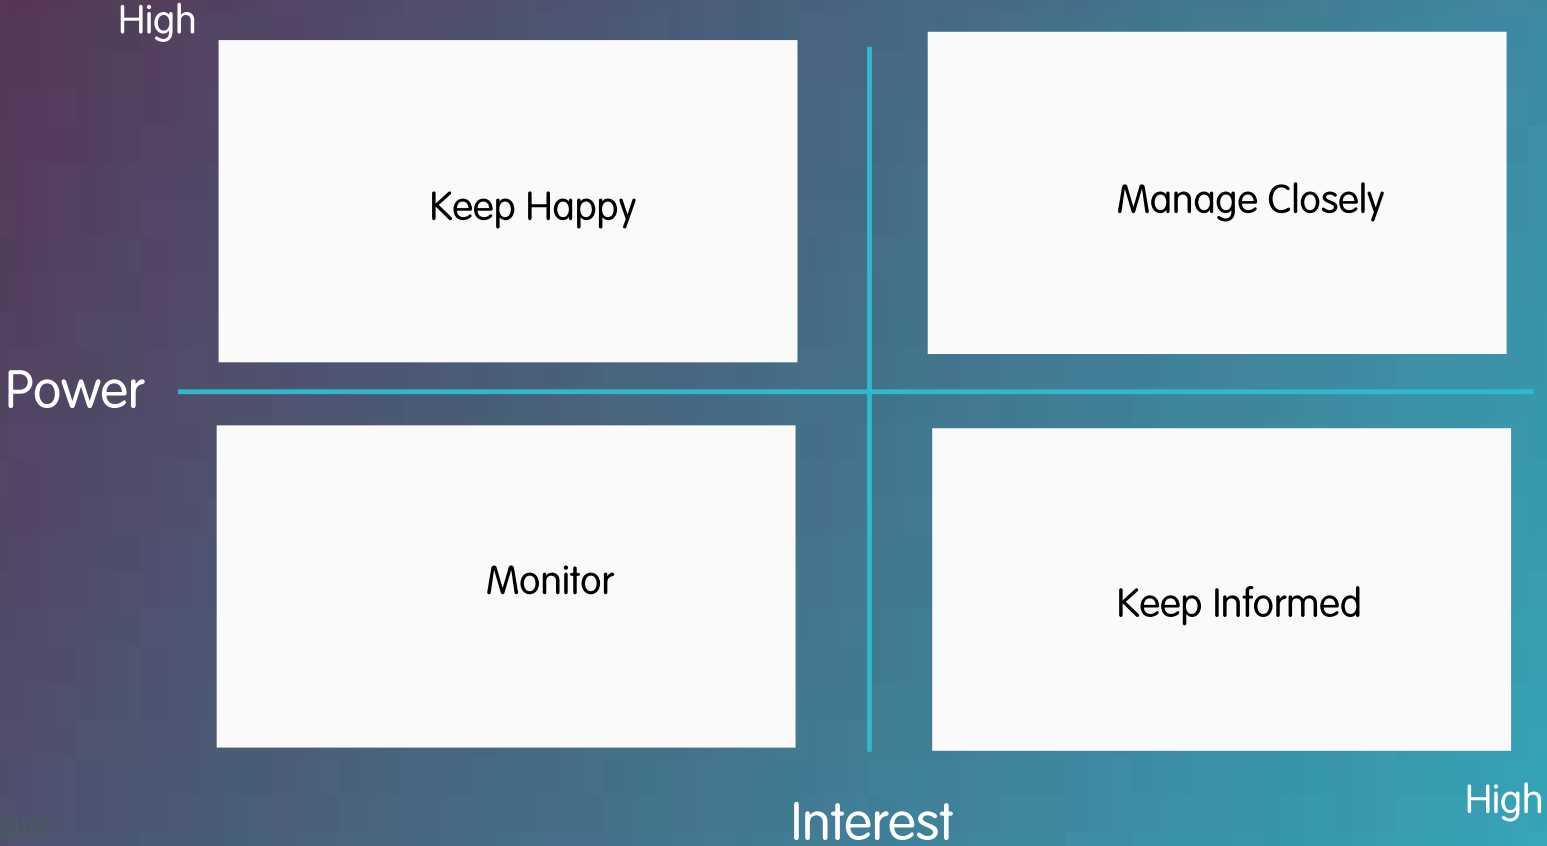 High
Keep Happy
Manage Closely
Power
Monitor
Keep Informed
High
Interest